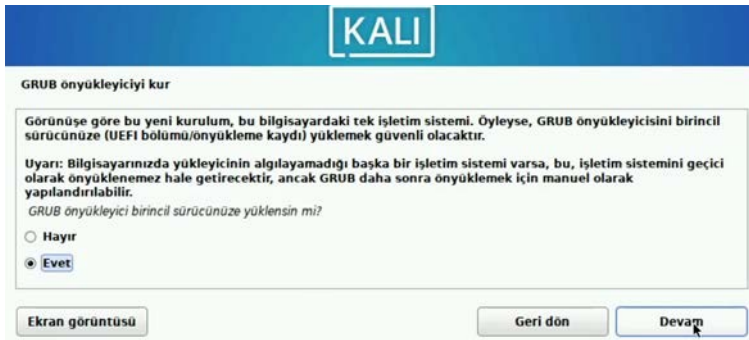 KALI
GRUB önyükleyiciyi kur
Görünüşe göre bu yeni kurulum, bu bilgisayardaki tek işletim sistemi. Öyleyse, GRUB önyükleyicisini birincil
sürücünüze (UEFI bölümü/önyükleme kaydı) yüklemek güvenli olacaktır.
Uyarı: Bilgisayarınızda yükleyicinin algılayamadığı başka bir işletim sistemi varsa, bu, işletim sistemini geçici
olarak önyüklenemez hale getirecektir, ancak GRUB daha sonra önyüklemek için manuel olarak
yapılandırılabilir.
GRUB önyükleyici birincil sürücünüze yüklensin mi?
Hayır
Evet
Ekran görüntüsü
Geri dön
Devam